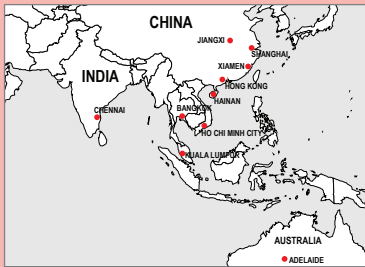 CHINA
JIANGXI
SHANGHAI
XIAMEN
INDIA
HONG KONG
HAINAN
CHENNAI
BANGKOK
HO CHI MINH CITY
KUALA LUMPUR
AUSTRALIA
ADELAIDE